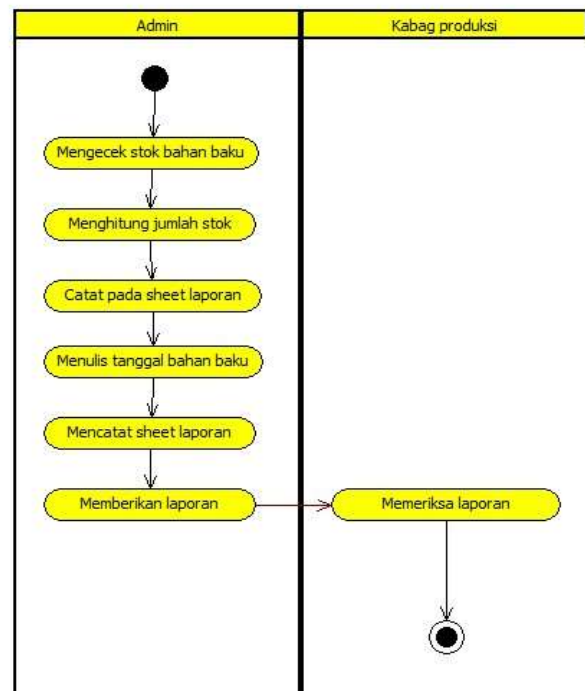 Admin
Kabag produksi
Mengecek stok bahan baku
Menghitung jumlah stok
Catat pada sheet laporan
Menulis tanggal bahan baku
Mencatat sheet laporan
Memberikan laporan
Memeriksa laporan